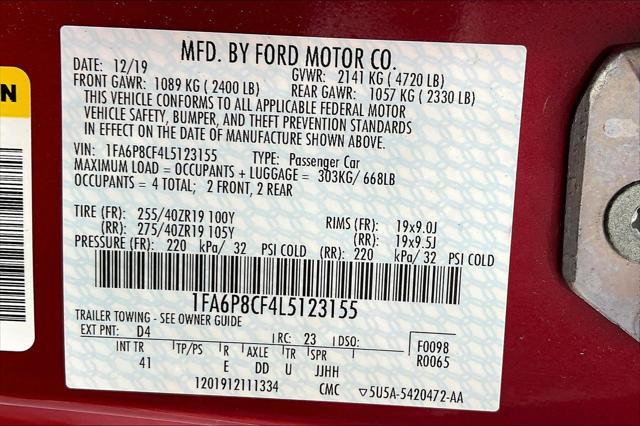 N
MFD. BY FORD MOTOR CO.
DATE: 12/19 GVWR: 2141 KG (4720 LB)
FRONT GAWR: 1089 KG (2400 LB) REAR GAWR: 1057 KG (2330 LB)
THIS VEHICLE CONFORMS TO ALL APPLICABLE FEDERAL MOTOR
VEHICLE SAFETY, BUMPER, AND THEFT PREVENTION STANDARDS
IN EFFECT ON THE DATE OF MANUFACTURE SHOWN ABOVE.
VIN: 1FA6P8CF4L5123155 TYPE: Passenger Car
MAXIMUM LOAD = OCCUPANTS + LUGGAGE = 303KG/ 668LB
OCCUPANTS = 4 TOTAL; 2 FRONT, 2 REAR
TIRE (FR): 255/40ZR19 100Y RIMS (FR): 19x9.0J
(RR): 275/40ZR19 105Y (RR): 19x9.5J
PRESSURE (FR): 220 kPa/ 32 PSI COLD (RR): 220 kPa/ 32 PSI COLD
1FA6P8CF4L5123155
TRAILER TOWING - SEE OWNER GUIDE
EXT PNT: D4 RC: 23 DSO: F0098
INT TR TP/PS R AXLE TR SPR R0065
41 E DD U JJHH
1201912111334 CMC ▽5U5A-5420472-AA